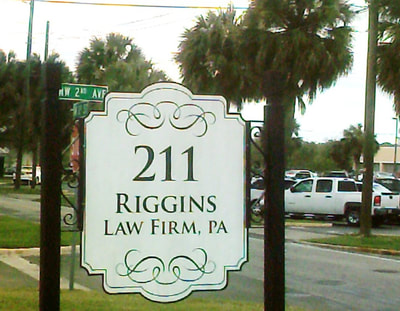 NW 2ND AVE
211
RIGGINS
LAW FIRM, PA